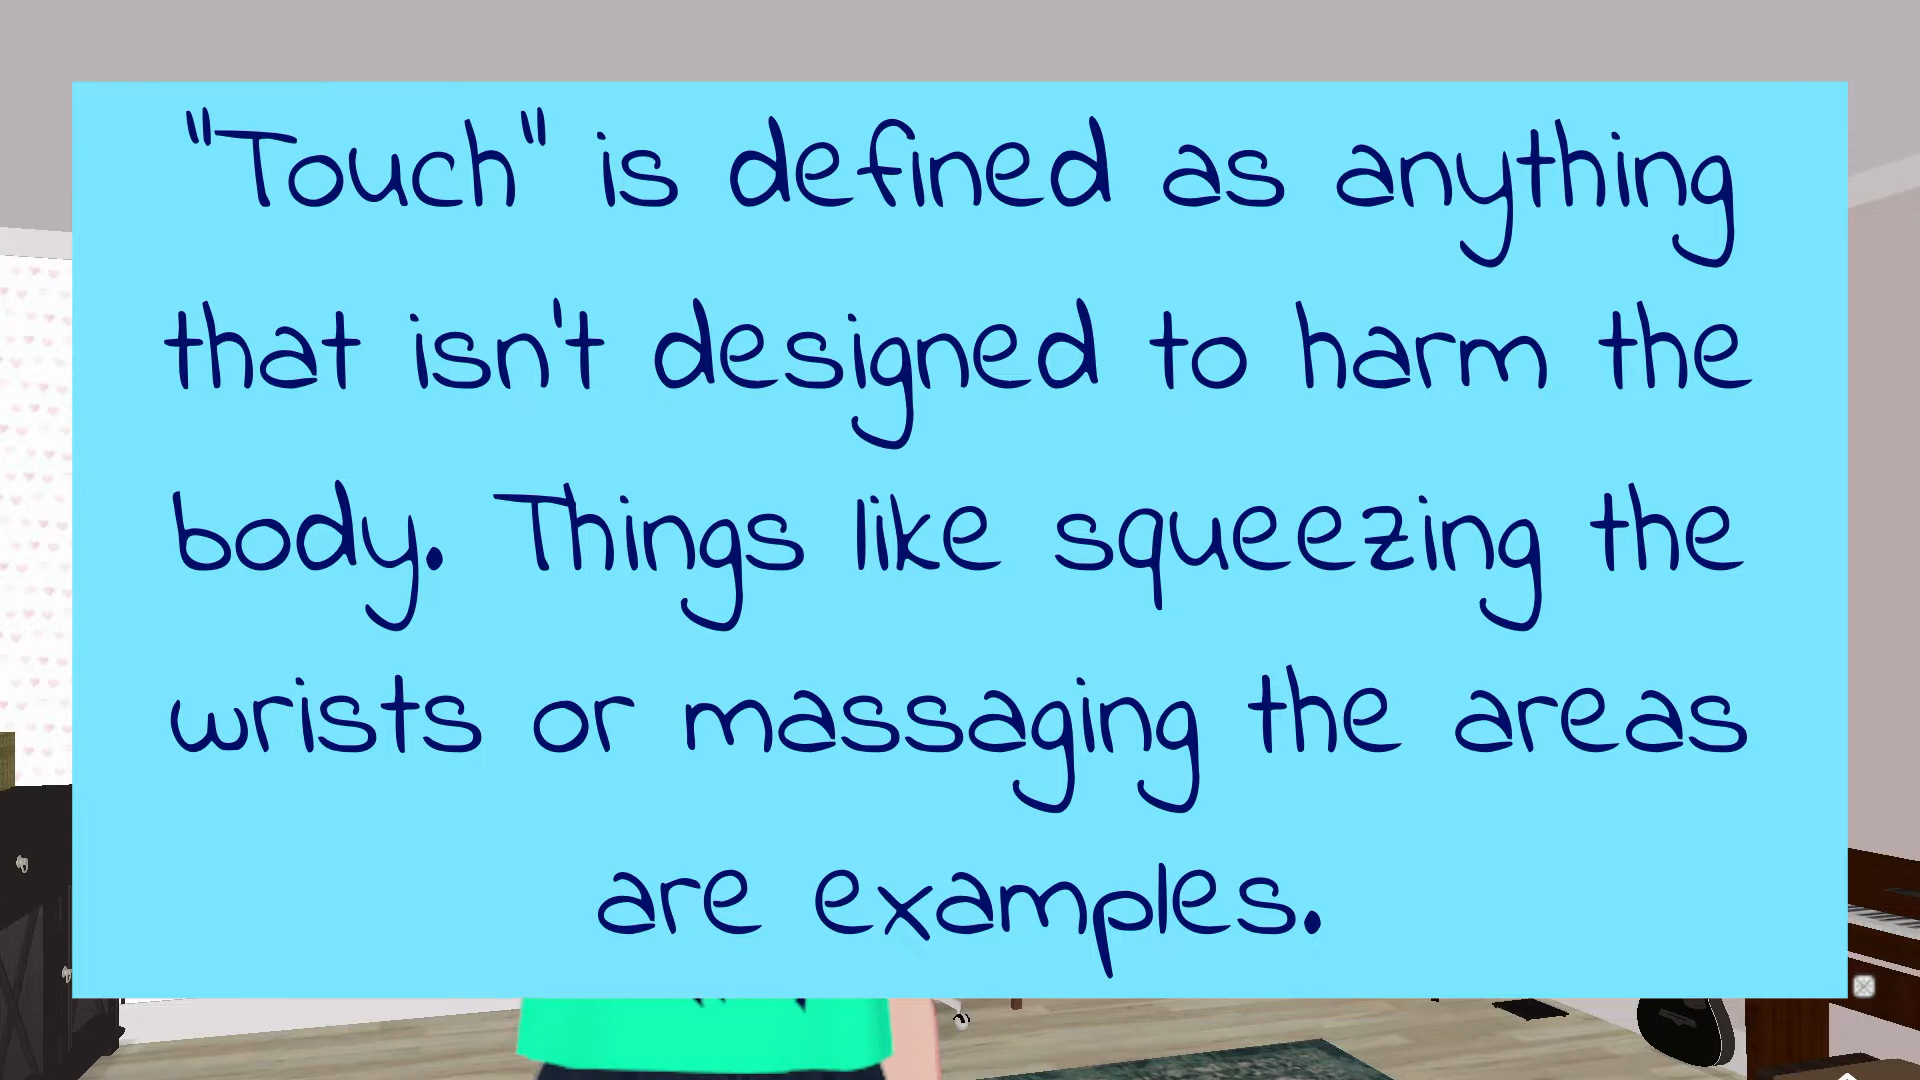 "Touch" is defined as anything
that isn't designed to harm the
body. Things like squeezing the
wrists or massaging the areas
are examples.